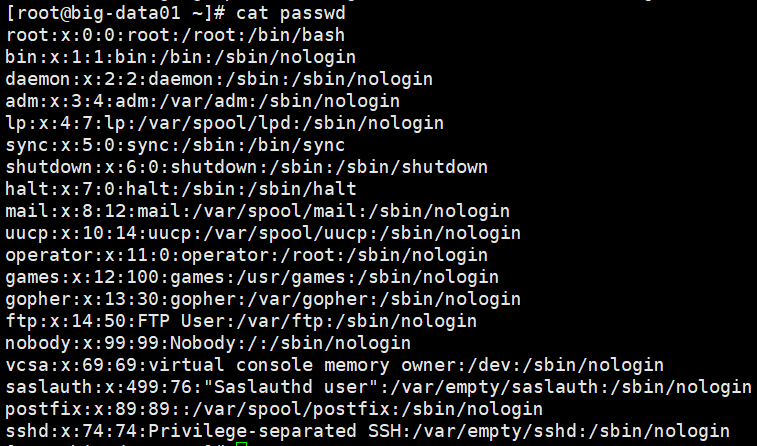 [root@big-data01 ~]# cat passwd
root:x:0:0:root:/root:/bin/bash
bin:x:1:1:bin:/bin:/sbin/nologin
daemon:x:2:2:daemon:/sbin:/sbin/nologin
adm:x:3:4:adm:/var/adm:/sbin/nologin
lp:x:4:7:lp:/var/spool/lpd:/sbin/nologin
sync:x:5:0:sync:/sbin:/bin/sync
shutdown:x:6:0:shutdown:/sbin:/sbin/shutdown
halt:x:7:0:halt:/sbin:/sbin/halt
mail:x:8:12:mail:/var/spool/mail:/sbin/nologin
uucp:x:10:14:uucp:/var/spool/uucp:/sbin/nologin
operator:x:11:0:operator:/root:/sbin/nologin
games:x:12:100:games:/usr/games:/sbin/nologin
gopher:x:13:30:gopher:/var/gopher:/sbin/nologin
ftp:x:14:50:FTP User:/var/ftp:/sbin/nologin
nobody:x:99:99:Nobody:/:/sbin/nologin
vcsa:x:69:69:virtual console memory owner:/dev:/sbin/nologin
saslauth:x:499:76:"Saslauthd user":/var/empty/saslauth:/sbin/nologin
postfix:x:89:89::/var/spool/postfix:/sbin/nologin
sshd:x:74:74:Privilege-separated SSH:/var/empty/sshd:/sbin/nologin